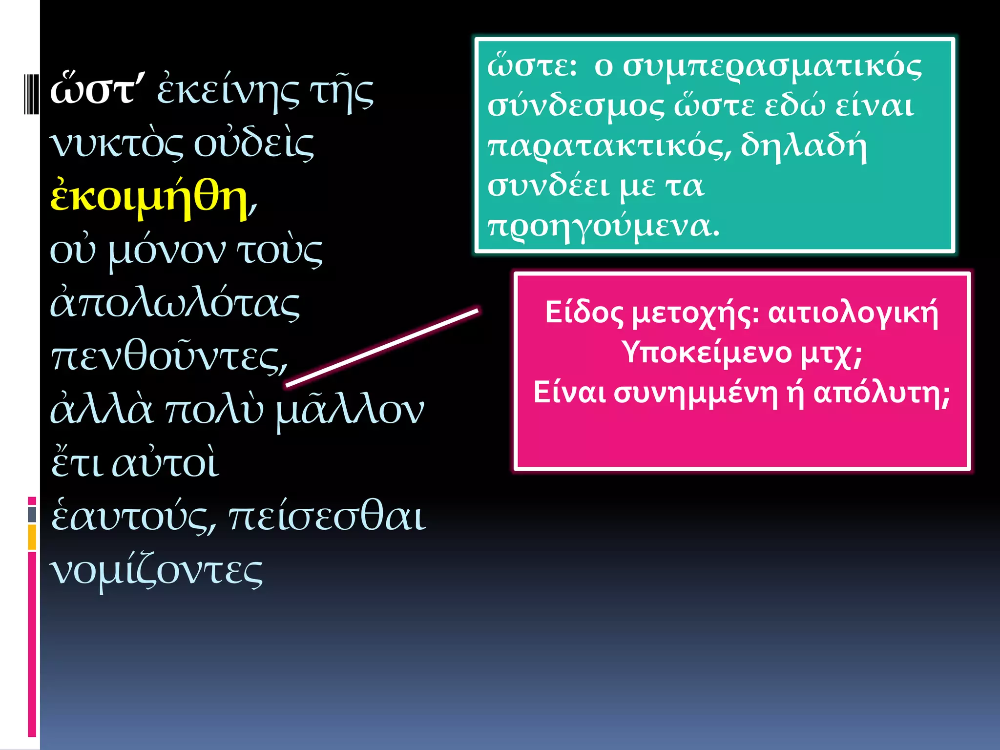 ὥστ’ ἐκείνης τῆς
νυκτὸς οὐδεὶς
ἐκοιμήθη,
οὐ μόνον τοὺς
ἀπολωλότας
πενθοῦντες,
ἀλλὰ πολὺ μᾶλλον
ἔτι αὐτοὶ
ἑαυτούς, πείσεσθαι
νομίζοντες
ὥστε: ο συμπερασματικός
σύνδεσμος ὥστε εδώ είναι
παρατακτικός, δηλαδή
συνδέει με τα
προηγούμενα.
Είδος μετοχής: αιτιολογική
Υποκείμενο μτχ;
Είναι συνημμένη ή απόλυτη;